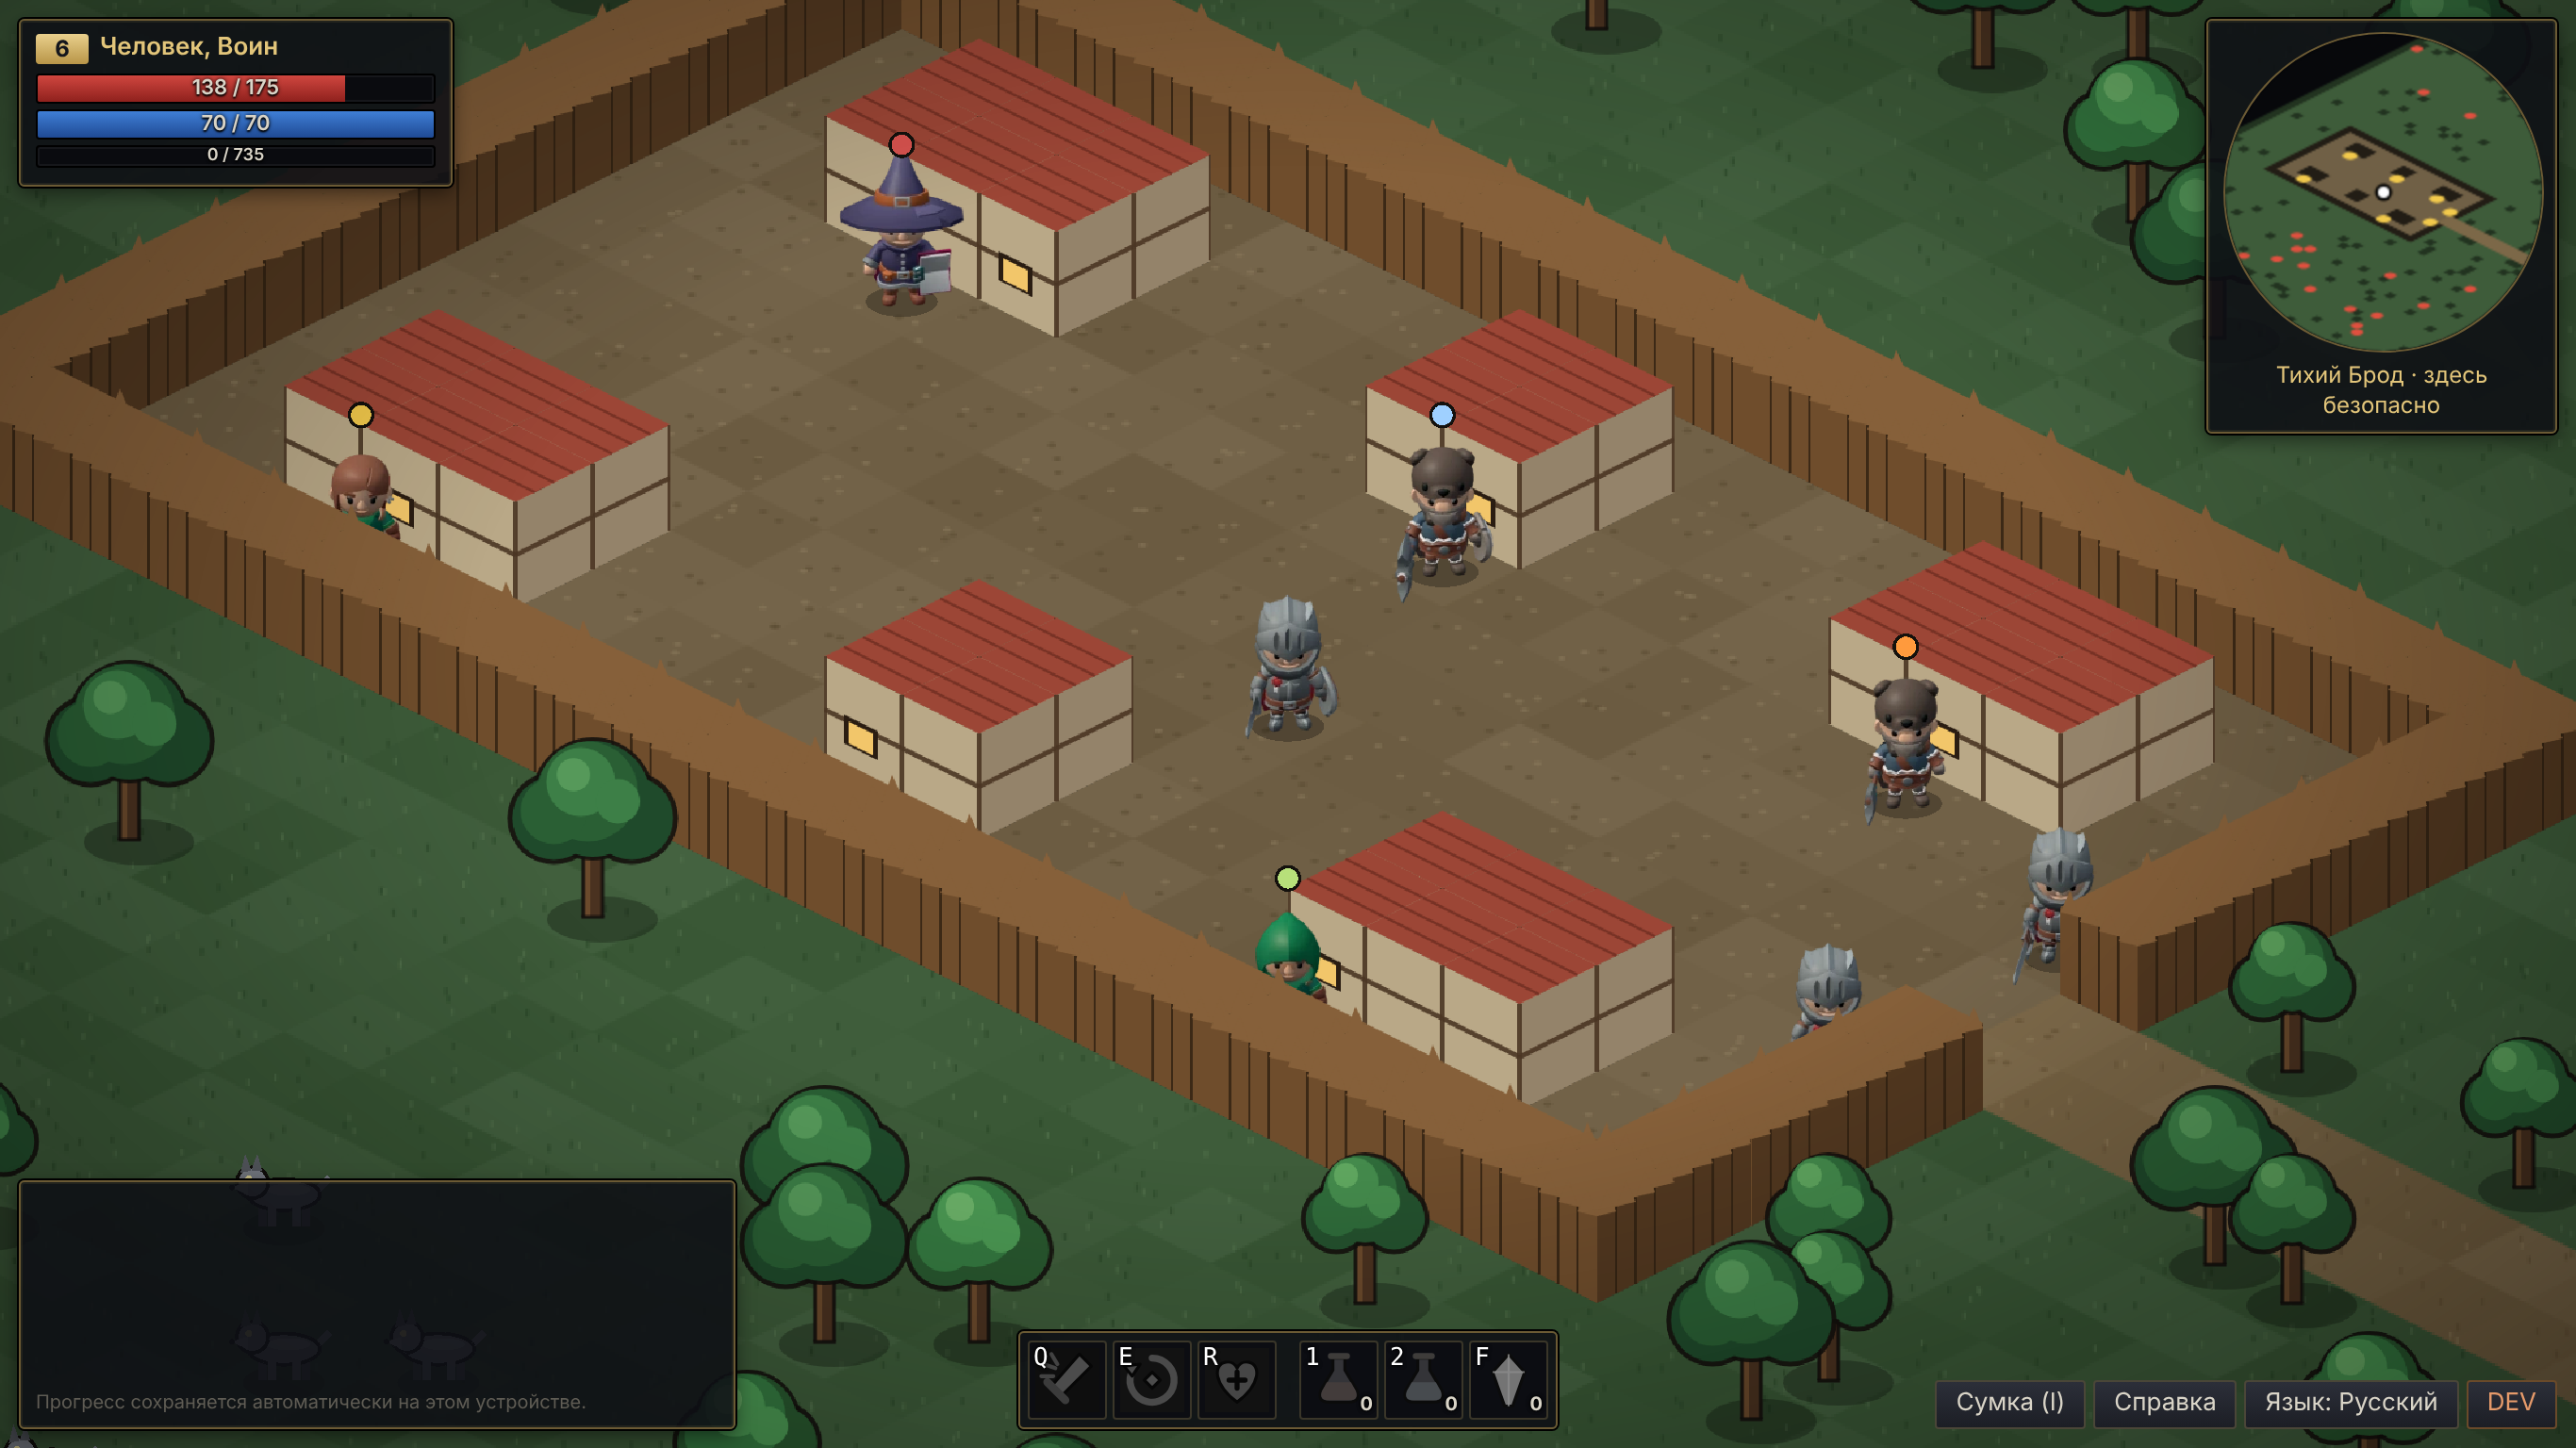 6 Человек, Воин
138 / 175
70 / 70
0 / 735
Тихий Брод · здесь
безопасно
Прогресс сохраняется автоматически на этом устройстве.
Q E R 1 2 F
0 0 0
Сумка (I) Справка Язык: Русский DEV